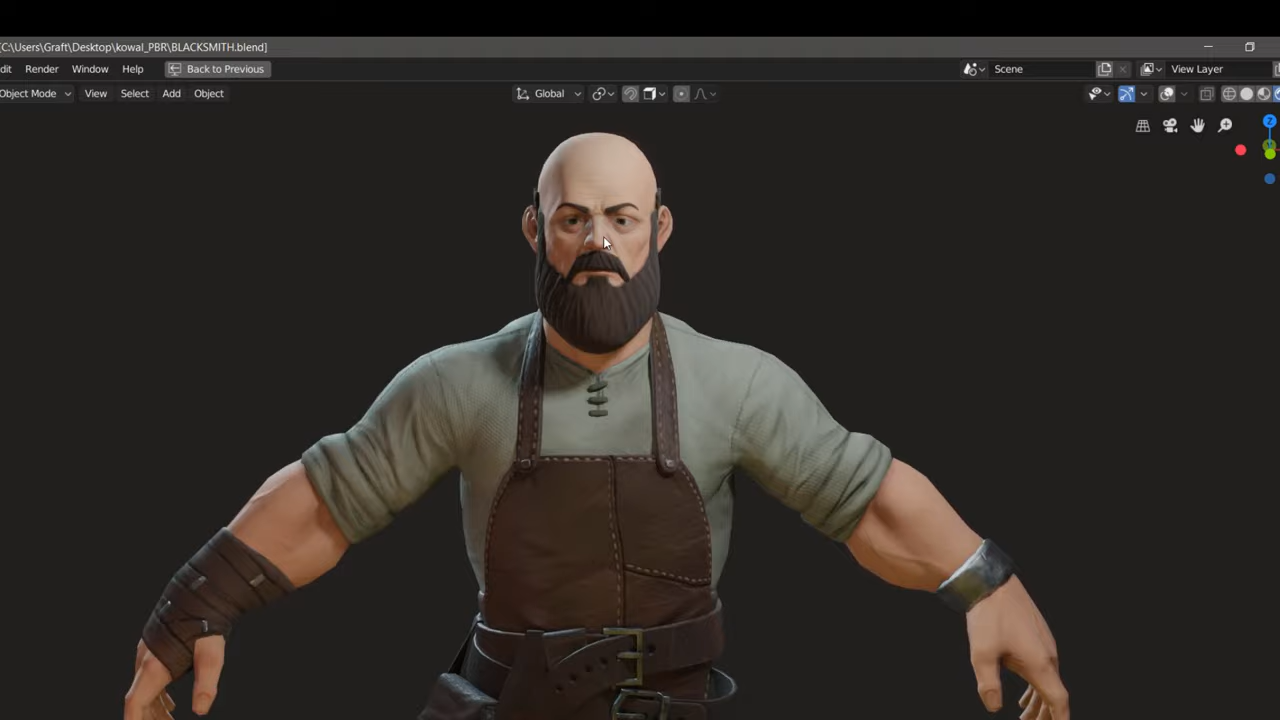 [C:\Users\Graft\Desktop\kowal_PBR\BLACKSMITH.blend]
dit Render Window Help Back to Previous Scene View Layer
Object Mode View Select Add Object Global
Z